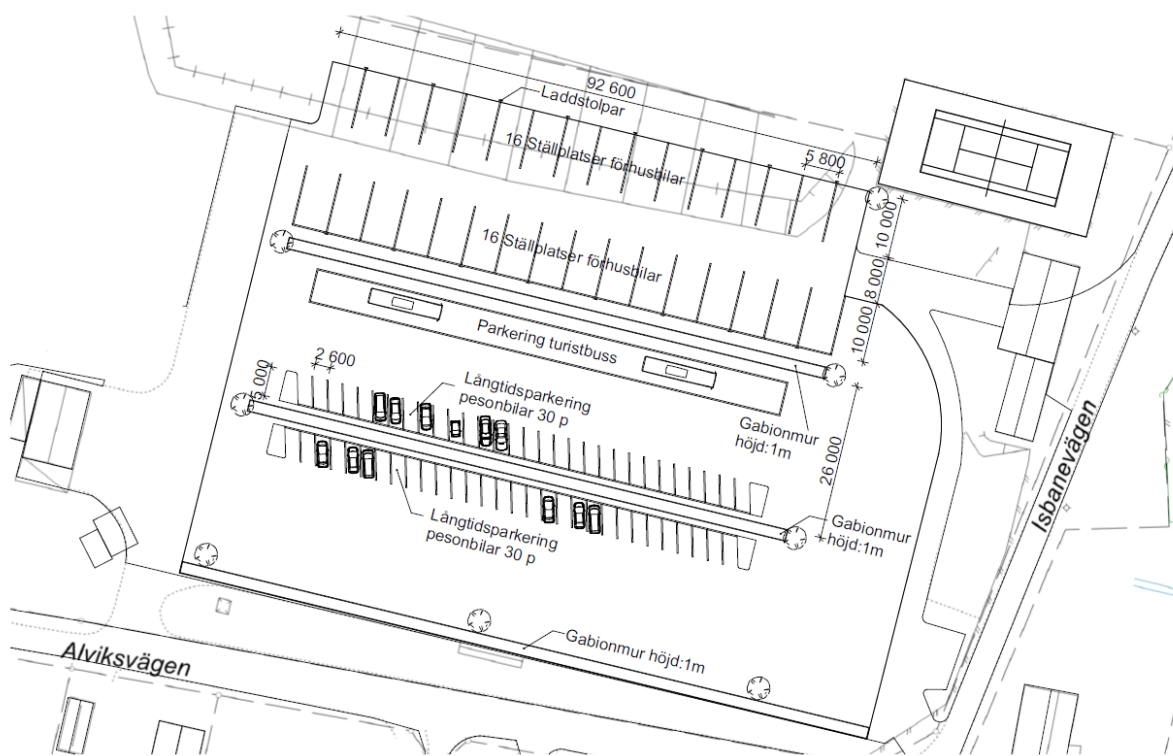 92 600
Laddstolpar
16 Ställplatser förhusbilar
5 800
10 000
16 Ställplatser förhusbilar
8 000
10 000
Parkering turistbuss
2 600
5 000
Långtidsparkering
pesonbilar 30 p
Gabionmur
höjd:1m
26 000
Långtidsparkering
pesonbilar 30 p
Gabionmur
höjd:1m
Isbanevägen
Gabionmur höjd:1m
Alviksvägen